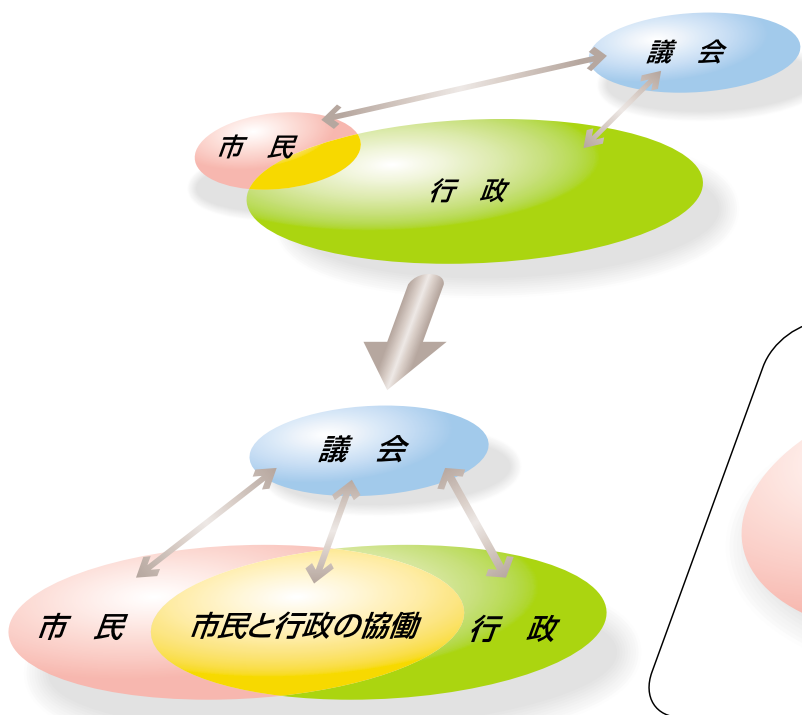 議　会
市　民
行　政
議　会
市　民
市民と行政の協働
行　政